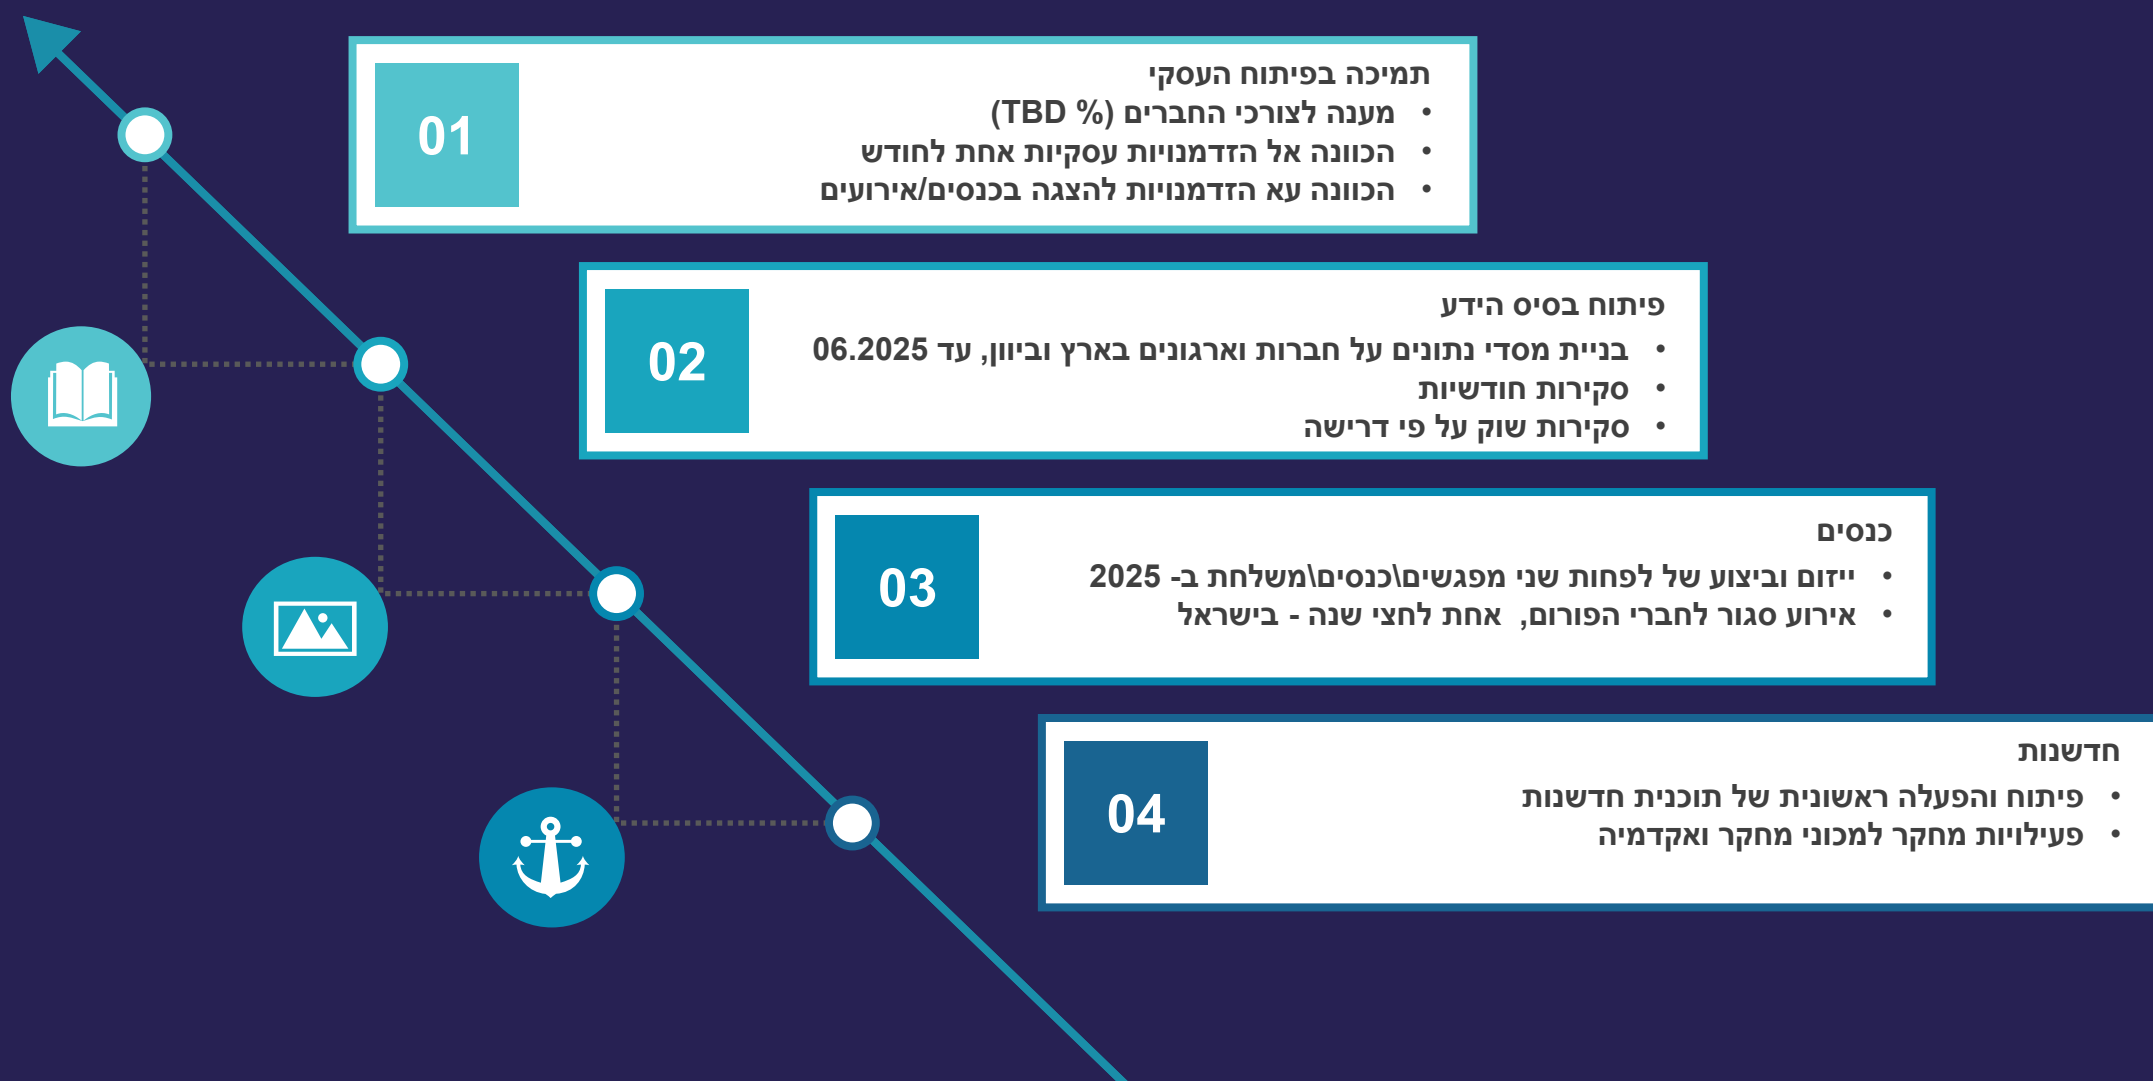 01
תמיכה בפיתוח העסקי
• מענה לצורכי החברים (TBD %)
• הכוונה אל הזדמנויות עסקיות אחת לחודש
• הכוונה עא הזדמנויות להצגה בכנסים/אירועים
02
פיתוח בסיס הידע
• בניית מסדי נתונים על חברות וארגונים בארץ וביוון, עד 06.2025
• סקירות חודשיות
• סקירות שוק על פי דרישה
03
כנסים
• ייזום וביצוע של לפחות שני מפגשים\כנסים\משלחת ב- 2025
• אירוע סגור לחברי הפורום, אחת לחצי שנה - בישראל
04
חדשנות
• פיתוח והפעלה ראשונית של תוכנית חדשנות
• פעילויות מחקר למכוני מחקר ואקדמיה